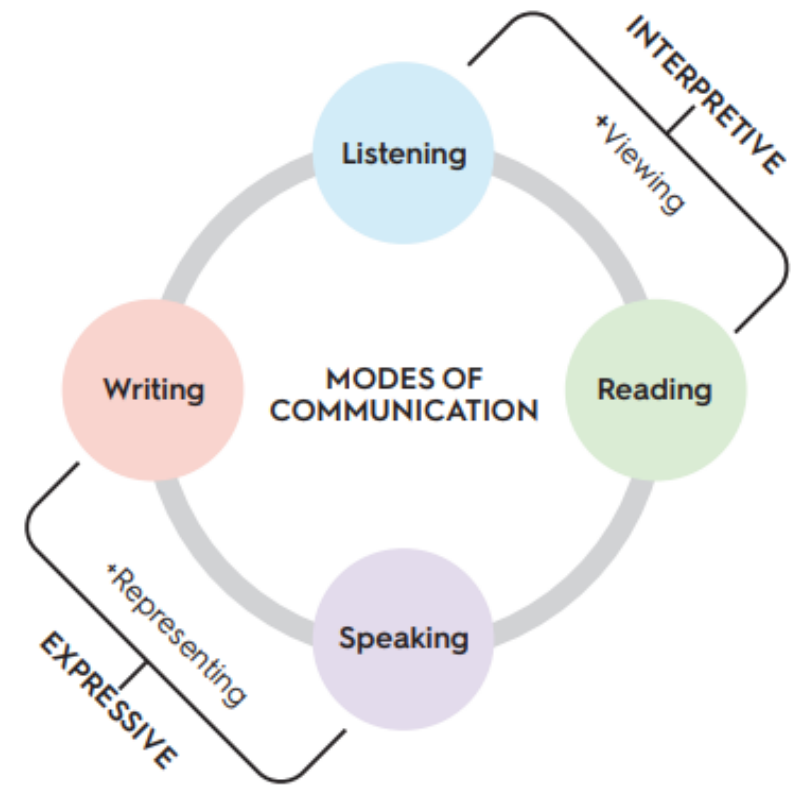 INTERPRETIVE
+Viewing
Listening
Writing
MODES OF
COMMUNICATION
Reading
Speaking
+Representing
EXPRESSIVE